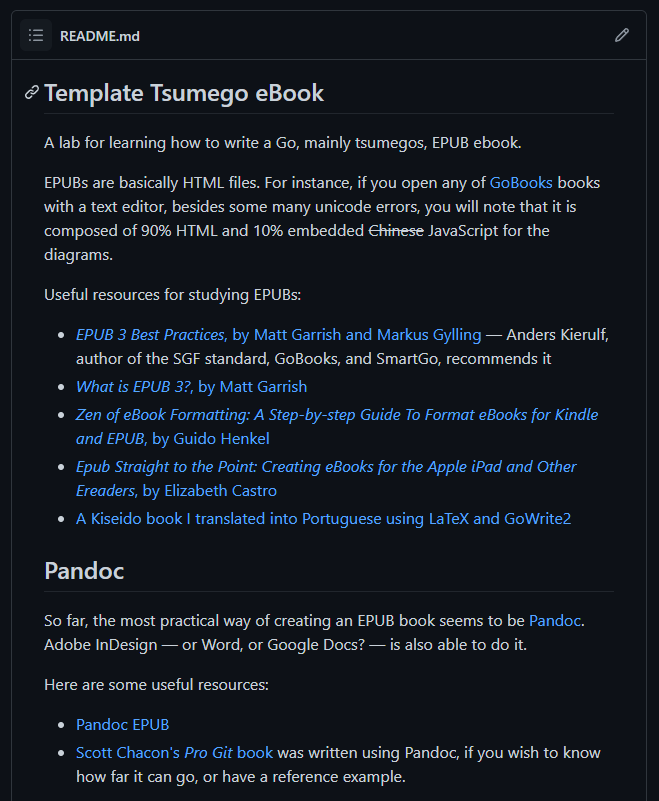 README.md
Template Tsumego eBook
A lab for learning how to write a Go, mainly tsumegos, EPUB ebook.
EPUBs are basically HTML files. For instance, if you open any of GoBooks books
with a text editor, besides some many unicode errors, you will note that it is
composed of 90% HTML and 10% embedded Chinese JavaScript for the
diagrams.
Useful resources for studying EPUBs:
• EPUB 3 Best Practices, by Matt Garrish and Markus Gylling — Anders Kierulf,
author of the SGF standard, GoBooks, and SmartGo, recommends it
• What is EPUB 3?, by Matt Garrish
• Zen of eBook Formatting: A Step-by-step Guide To Format eBooks for Kindle
and EPUB, by Guido Henkel
• Epub Straight to the Point: Creating eBooks for the Apple iPad and Other
Ereaders, by Elizabeth Castro
• A Kiseido book I translated into Portuguese using LaTeX and GoWrite2
Pandoc
So far, the most practical way of creating an EPUB book seems to be Pandoc.
Adobe InDesign — or Word, or Google Docs? — is also able to do it.
Here are some useful resources:
• Pandoc EPUB
• Scott Chacon's Pro Git book was written using Pandoc, if you wish to know
how far it can go, or have a reference example.